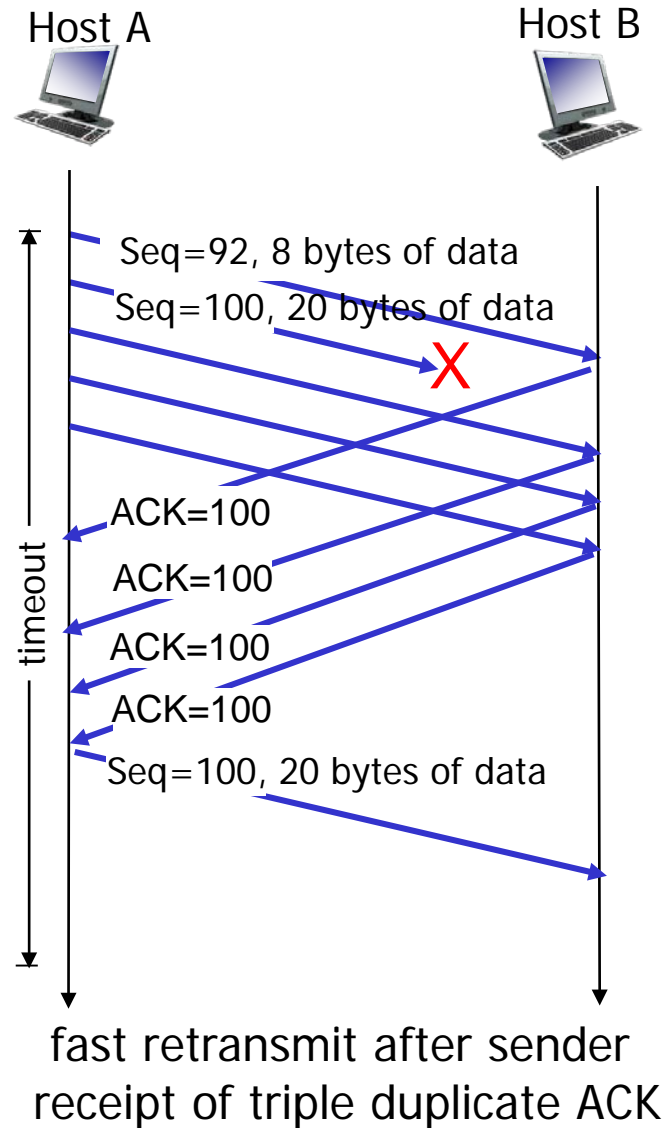 Host A
Host B
Seq=92, 8 bytes of data
Seq=100, 20 bytes of data
X
timeout
ACK=100
ACK=100
ACK=100
ACK=100
Seq=100, 20 bytes of data
fast retransmit after sender
receipt of triple duplicate ACK